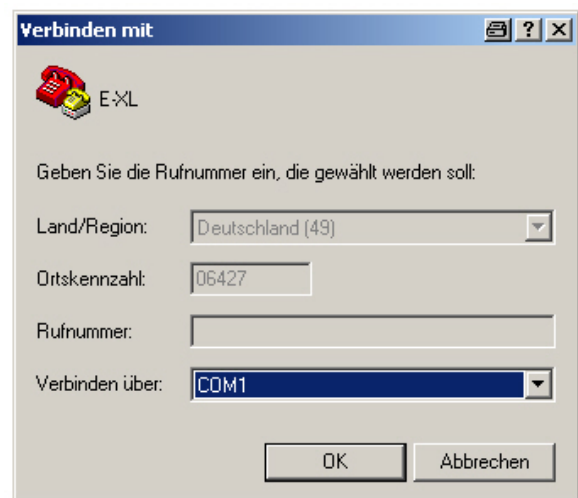 Verbinden mit
E-XL
Geben Sie die Rufnummer ein, die gewählt werden soll:
Land/Region: Deutschland (49)
Ortskennzahl: 06427
Rufnummer:
Verbinden über: COM1
OK Abbrechen